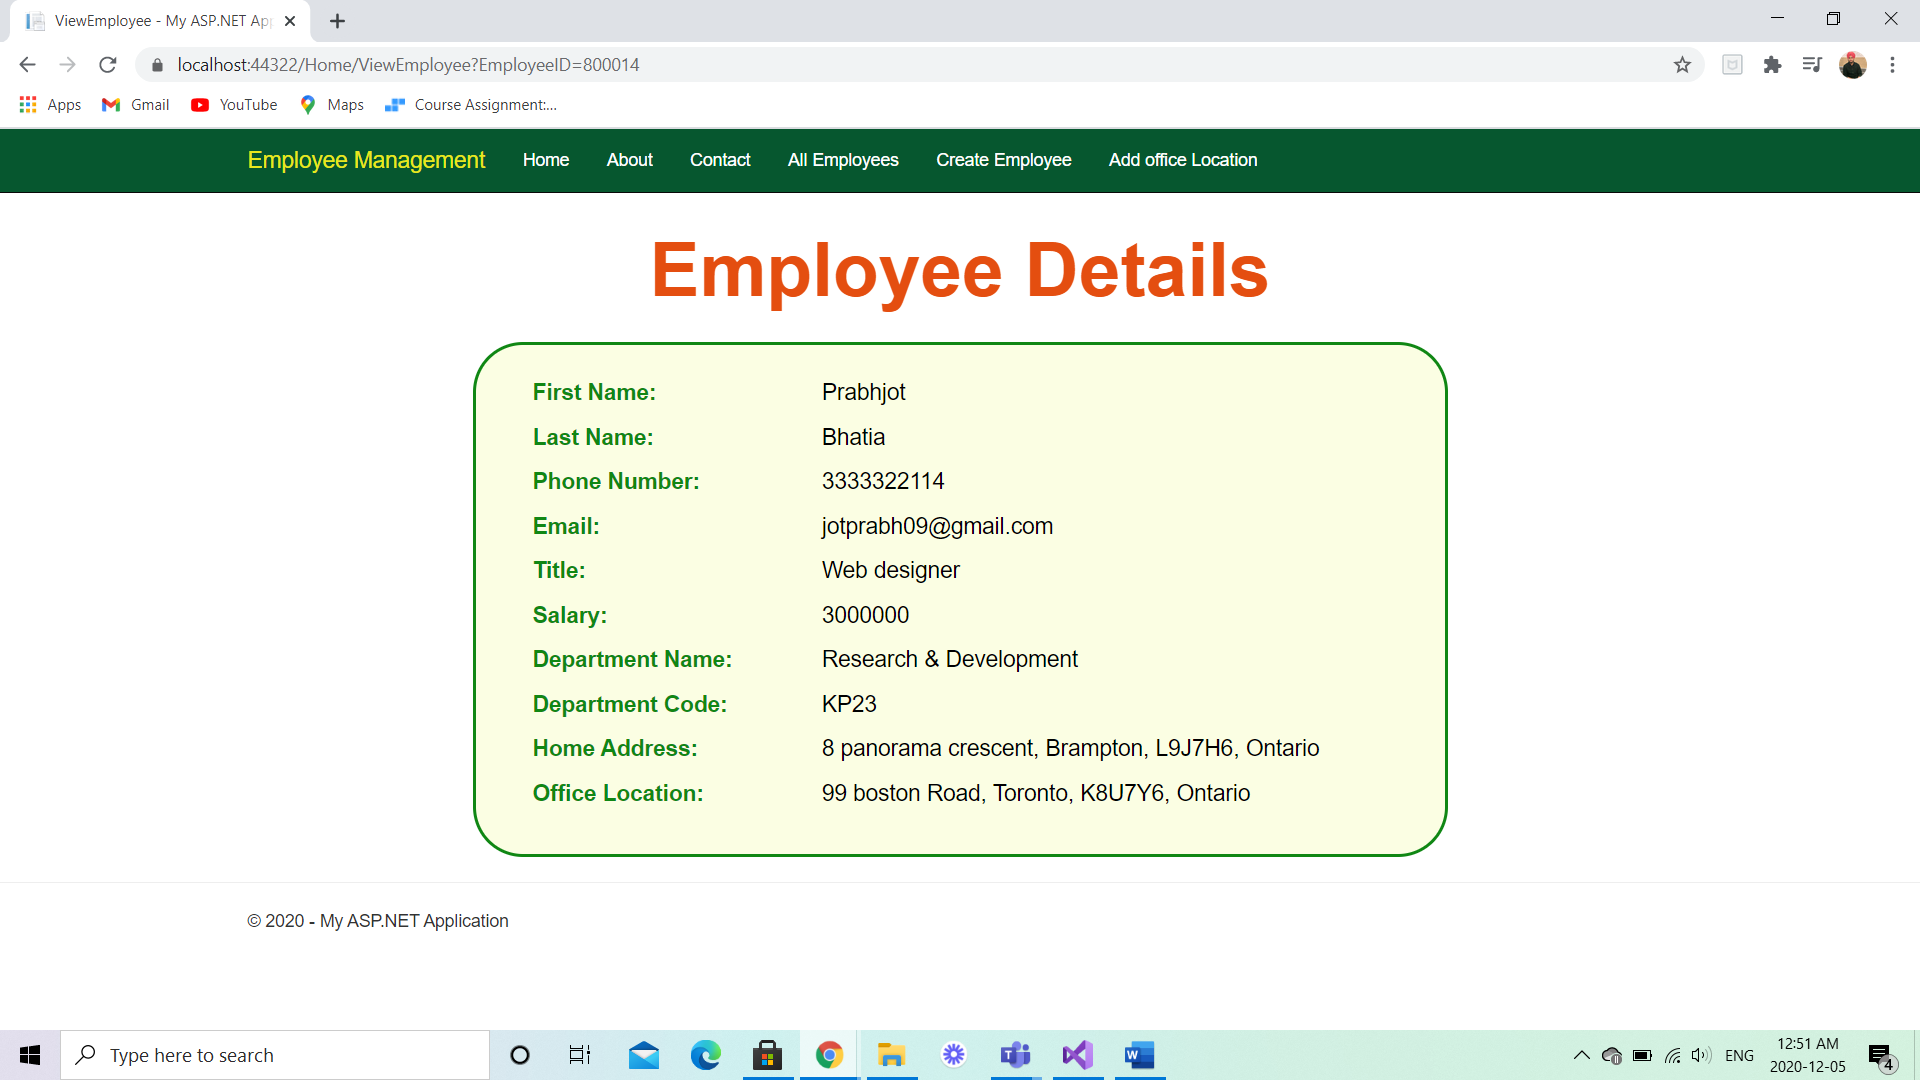 ViewEmployee - My ASP.NET App
localhost:44322/Home/ViewEmployee?EmployeeID=800014
Apps Gmail YouTube Maps Course Assignment:...
Employee Management Home About Contact All Employees Create Employee Add office Location
Employee Details
First Name: Prabhjot
Last Name: Bhatia
Phone Number: 3333322114
Email: jotprabh09@gmail.com
Title: Web designer
Salary: 3000000
Department Name: Research & Development
Department Code: KP23
Home Address: 8 panorama crescent, Brampton, L9J7H6, Ontario
Office Location: 99 boston Road, Toronto, K8U7Y6, Ontario
© 2020 - My ASP.NET Application
Type here to search
ENG
12:51 AM
2020-12-05
4